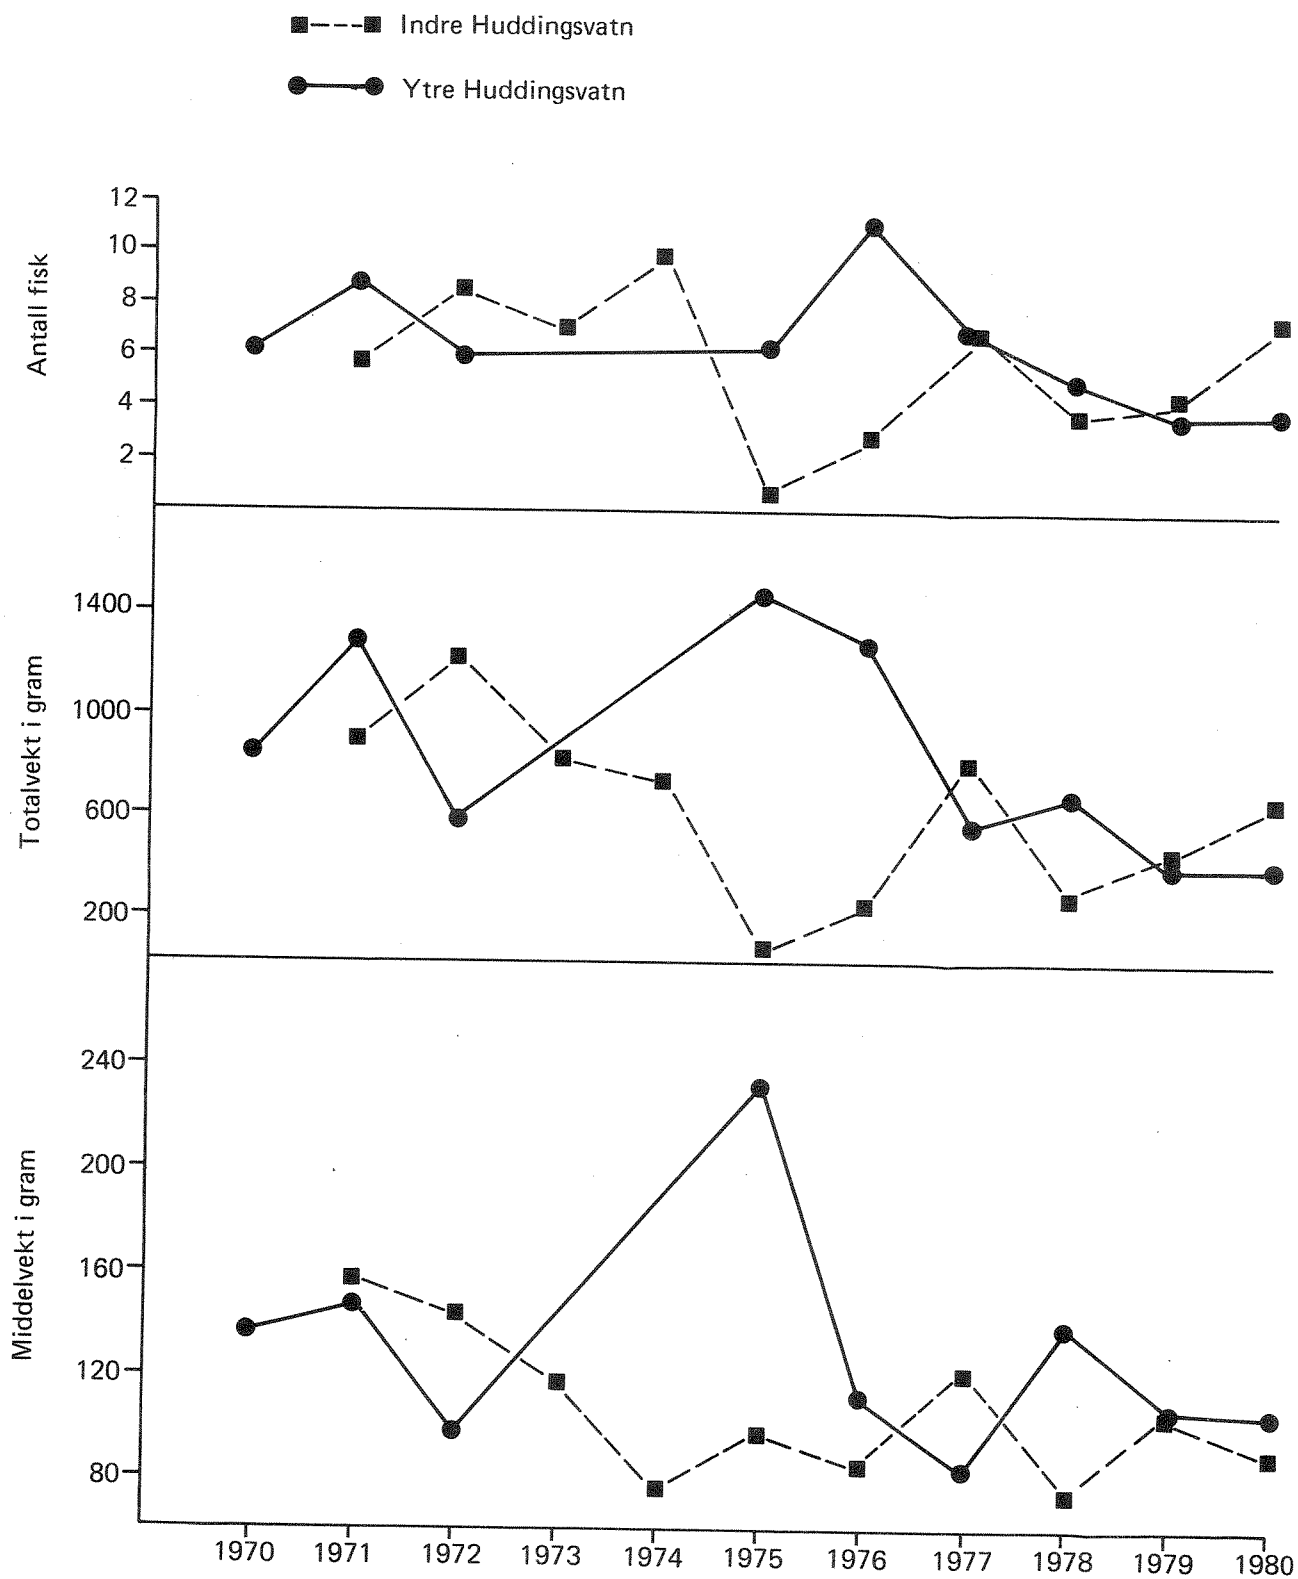 Indre Huddingsvatn
Ytre Huddingsvatn
Antall fisk
12
10
8
6
4
2
Totalvekt i gram
1400
1000
600
200
Middelvekt i gram
240
200
160
120
80
1970 1971 1972 1973 1974 1975 1976 1977 1978 1979 1980